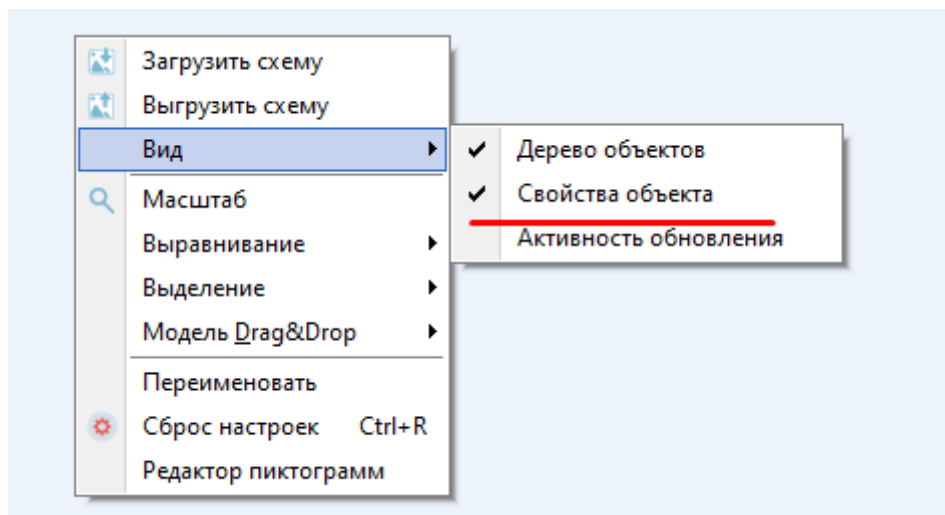 Загрузить схему
Выгрузить схему
Вид
Дерево объектов
Свойства объекта
Активность обновления
Масштаб
Выравнивание
Выделение
Модель Drag&Drop
Переименовать
Сброс настроек Ctrl+R
Редактор пиктограмм